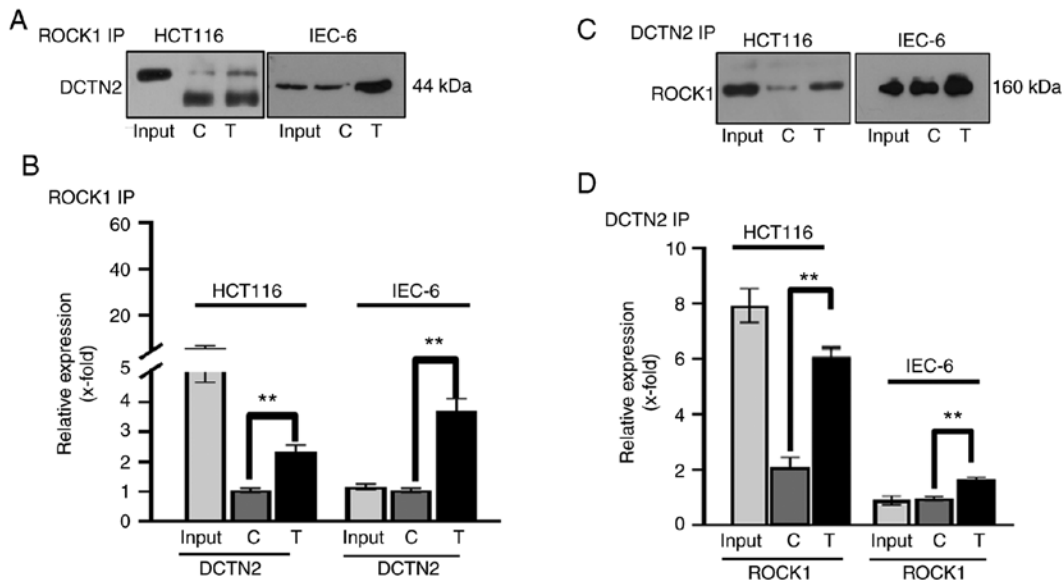 A
ROCK1 IP
HCT116 IEC-6
DCTN2
44 kDa
Input C T Input C T
B
ROCK1 IP
Relative expression
(x-fold)
60
40
20
5
4
3
2
1
0
HCT116
IEC-6
**
**
Input C T Input C T
DCTN2 DCTN2
C
DCTN2 IP
HCT116 IEC-6
ROCK1
160 kDa
Input C T Input C T
D
DCTN2 IP
Relative expression
(x-fold)
10
8
6
4
2
0
HCT116
**
IEC-6
**
Input C T Input C T
ROCK1 ROCK1